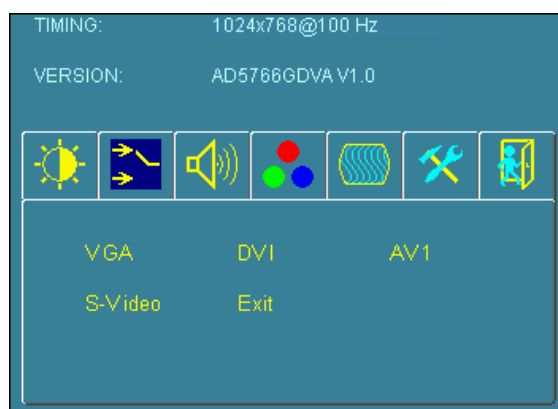 TIMING: 1024x768@100 Hz
VERSION: AD5766GDVA V1.0
VGA DVI AV1
S-Video Exit